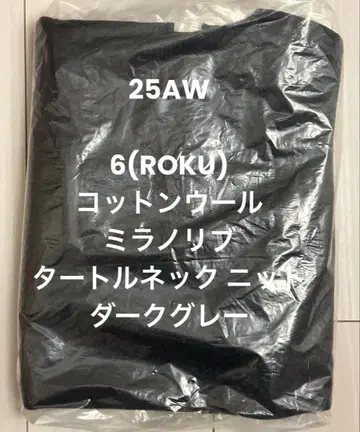 25AW
6(ROKU)
コットンウール
ミラノリブ
タートルネック ニット
ダークグレー